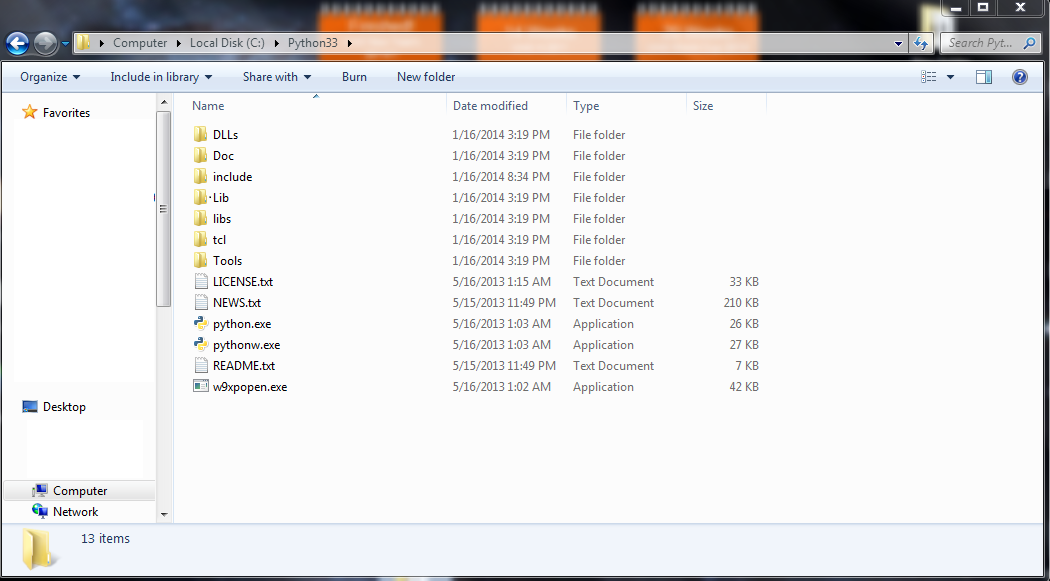 Computer Local Disk (C:) Python33 Search Pyt...
Organize Include in library Share with Burn New folder
Name Date modified Type Size
Favorites
DLLs 1/16/2014 3:19 PM File folder
Doc 1/16/2014 3:19 PM File folder
include 1/16/2014 8:34 PM File folder
Lib 1/16/2014 3:19 PM File folder
libs 1/16/2014 3:19 PM File folder
tcl 1/16/2014 3:19 PM File folder
Tools 1/16/2014 3:19 PM File folder
LICENSE.txt 5/16/2013 1:15 AM Text Document 33 KB
NEWS.txt 5/15/2013 11:49 PM Text Document 210 KB
python.exe 5/16/2013 1:03 AM Application 26 KB
pythonw.exe 5/16/2013 1:03 AM Application 27 KB
README.txt 5/15/2013 11:49 PM Text Document 7 KB
w9xpopen.exe 5/16/2013 1:02 AM Application 42 KB
Desktop
Computer
Network
13 items